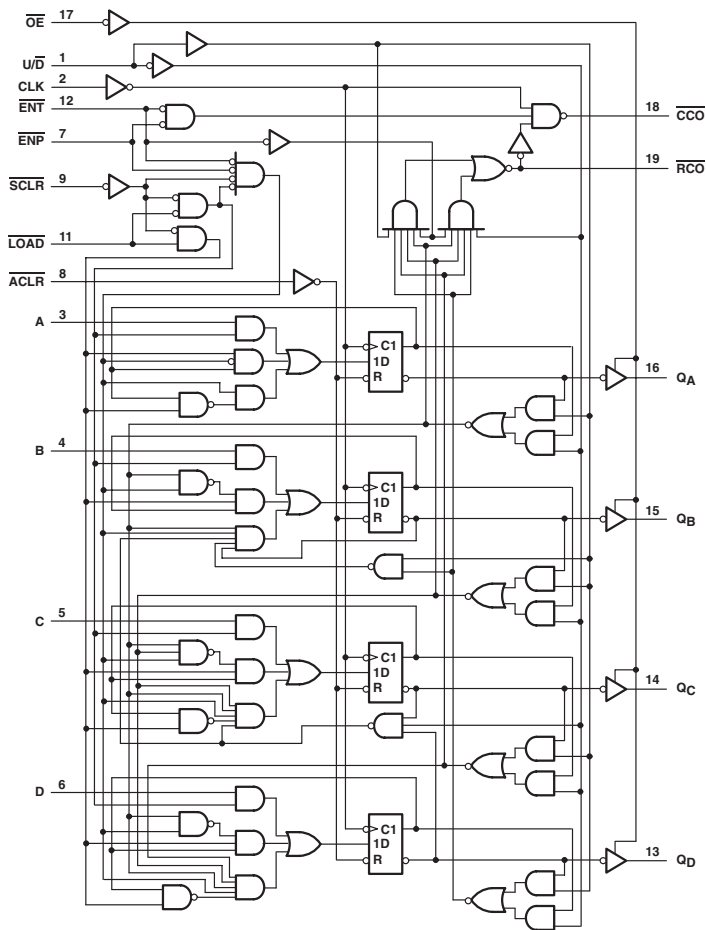 OE 17
U/D 1
CLK 2
ENT 12
ENP 7
SCLR 9
LOAD 11
ACLR 8
18 CCO
19 RCO
A 3
C1
1D
R
16 QA
B 4
C1
1D
R
15 QB
C 5
C1
1D
R
14 QC
D 6
C1
1D
R
13 QD